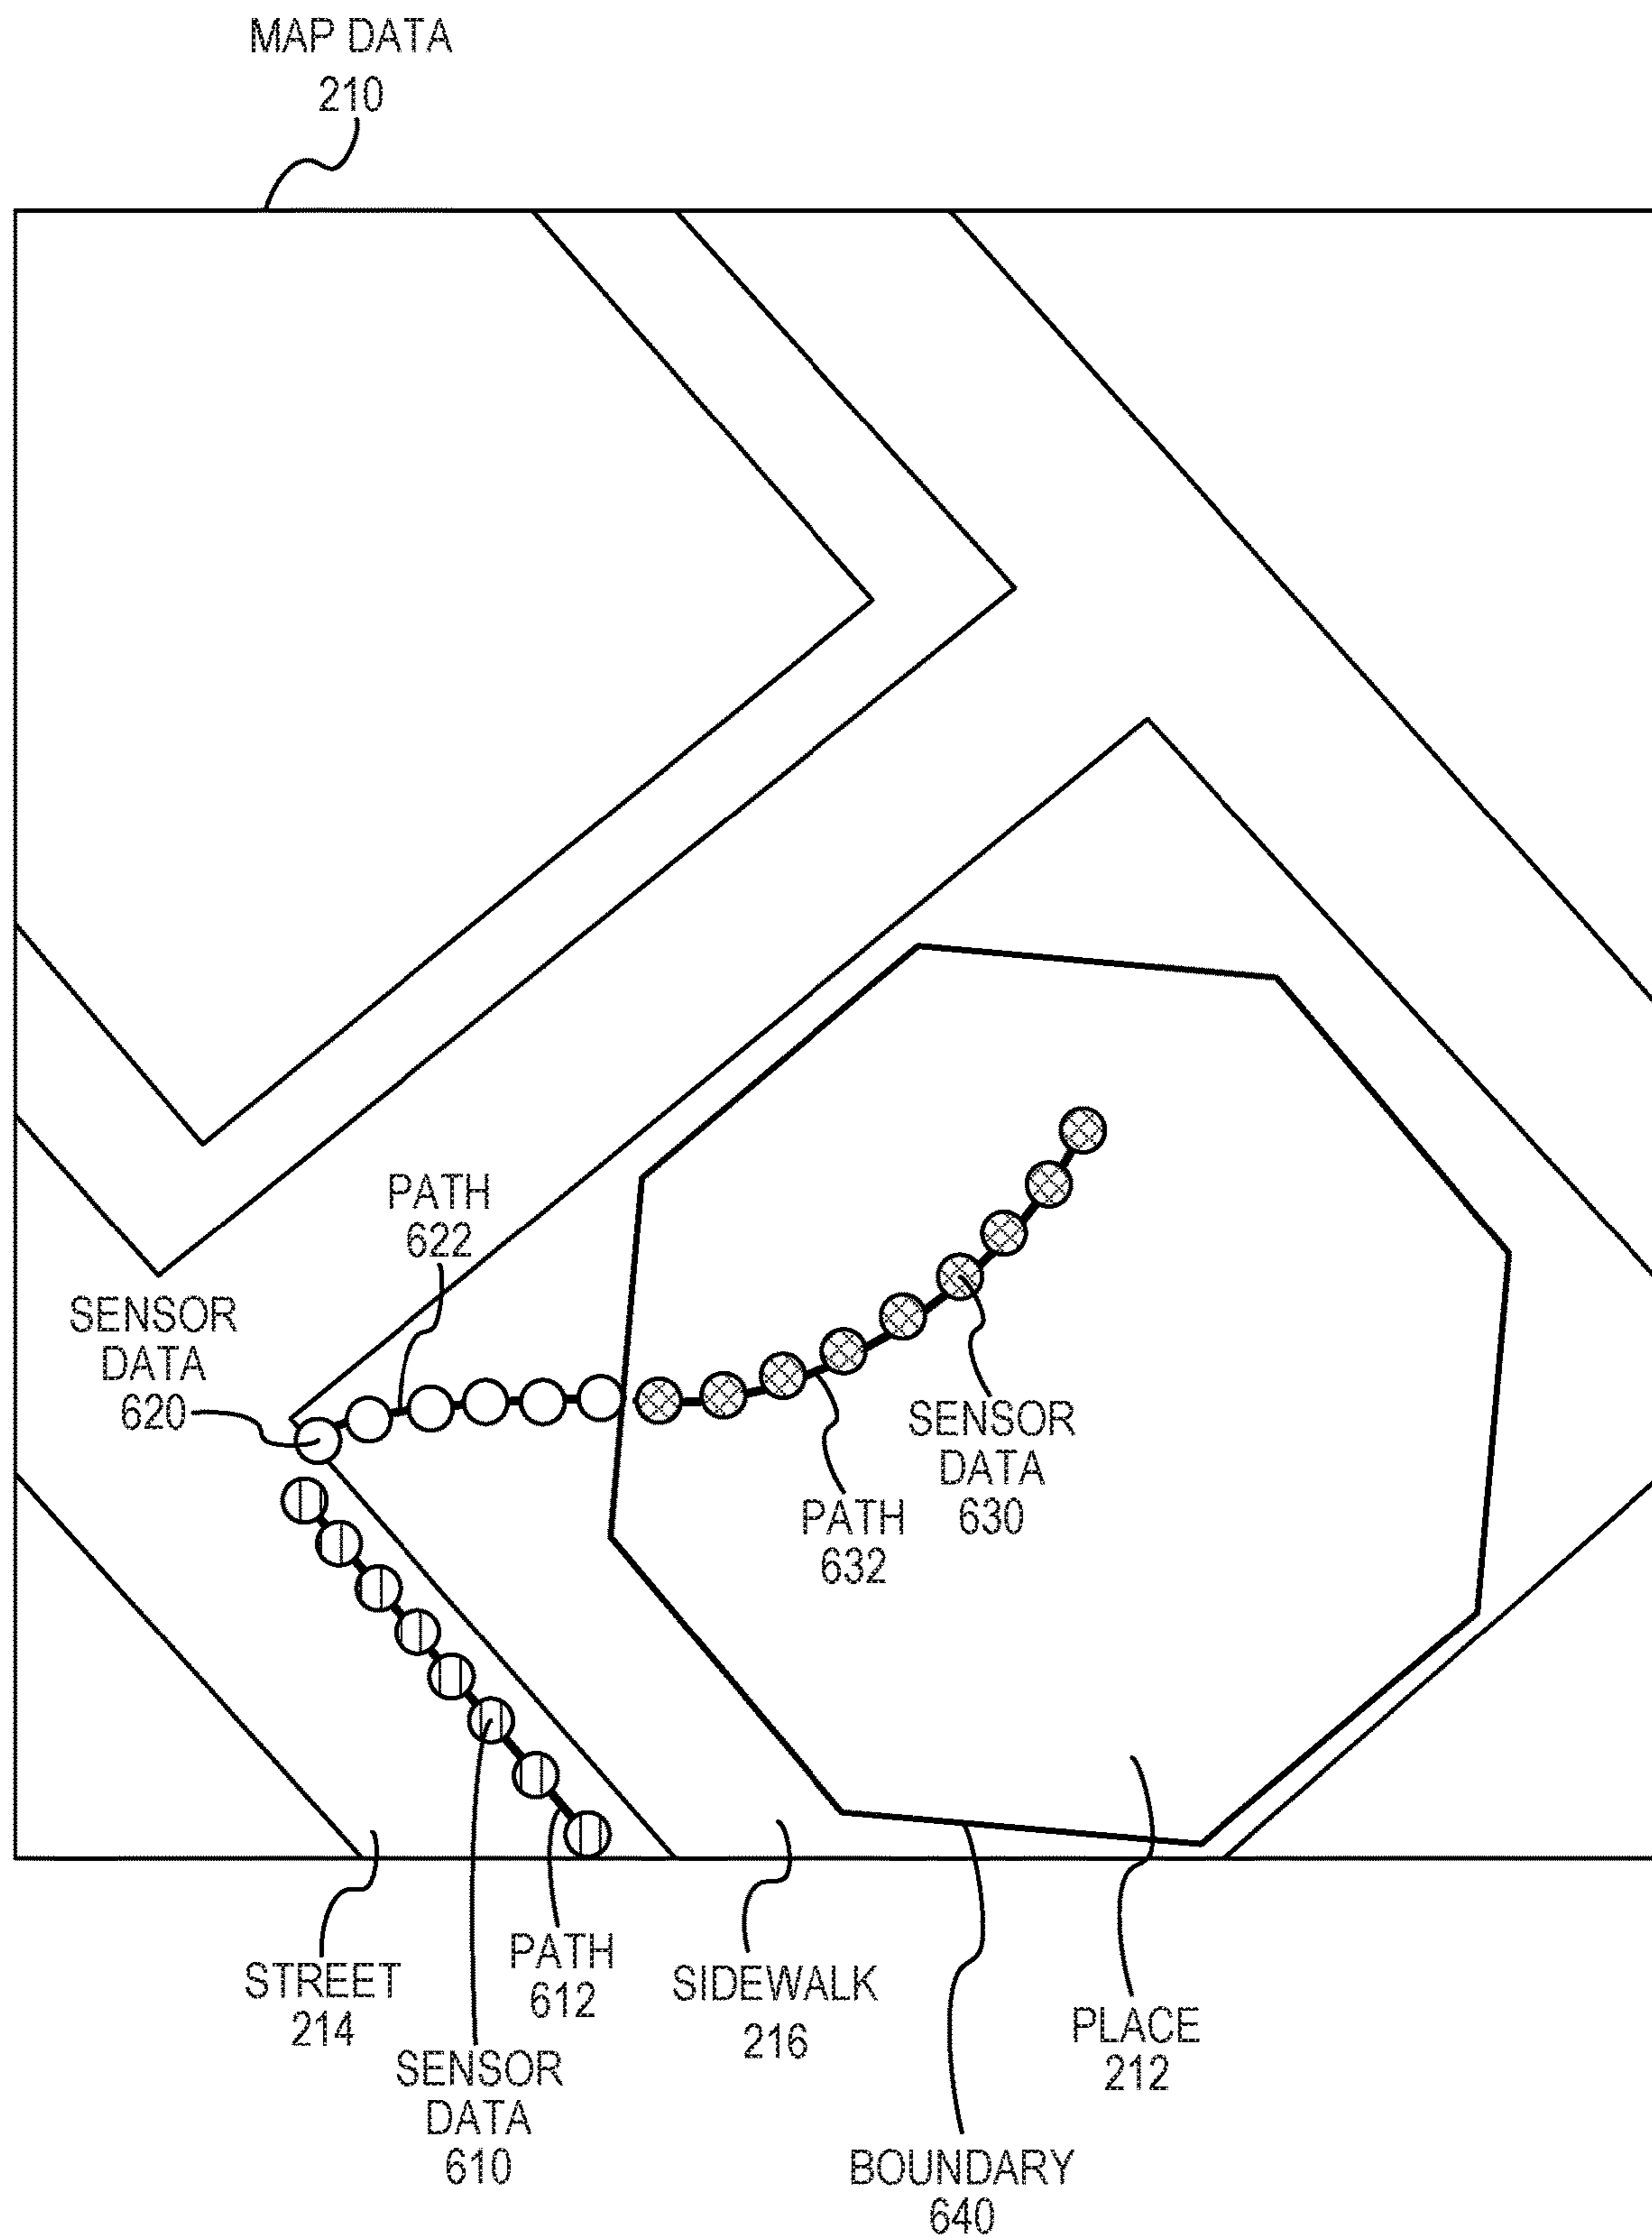 MAP DATA
210
PATH
622
SENSOR
DATA
620
SENSOR
DATA
630
PATH
632
STREET
214
PATH
612
SENSOR
DATA
610
SIDEWALK
216
PLACE
212
BOUNDARY
640